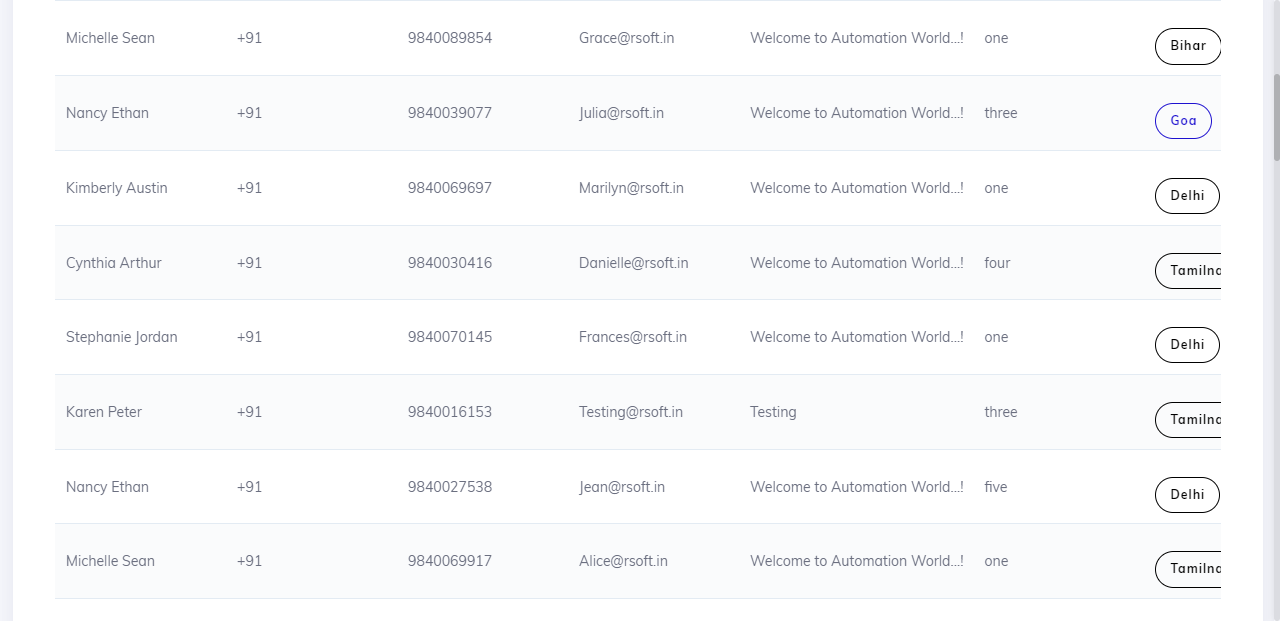 Michelle Sean +91 9840089854 Grace@rsoft.in Welcome to Automation World...! one Bihar
Nancy Ethan +91 9840039077 Julia@rsoft.in Welcome to Automation World...! three Goa
Kimberly Austin +91 9840069697 Marilyn@rsoft.in Welcome to Automation World...! one Delhi
Cynthia Arthur +91 9840030416 Danielle@rsoft.in Welcome to Automation World...! four Tamilna
Stephanie Jordan +91 9840070145 Frances@rsoft.in Welcome to Automation World...! one Delhi
Karen Peter +91 9840016153 Testing@rsoft.in Testing three Tamilna
Nancy Ethan +91 9840027538 Jean@rsoft.in Welcome to Automation World...! five Delhi
Michelle Sean +91 9840069917 Alice@rsoft.in Welcome to Automation World...! one Tamilna